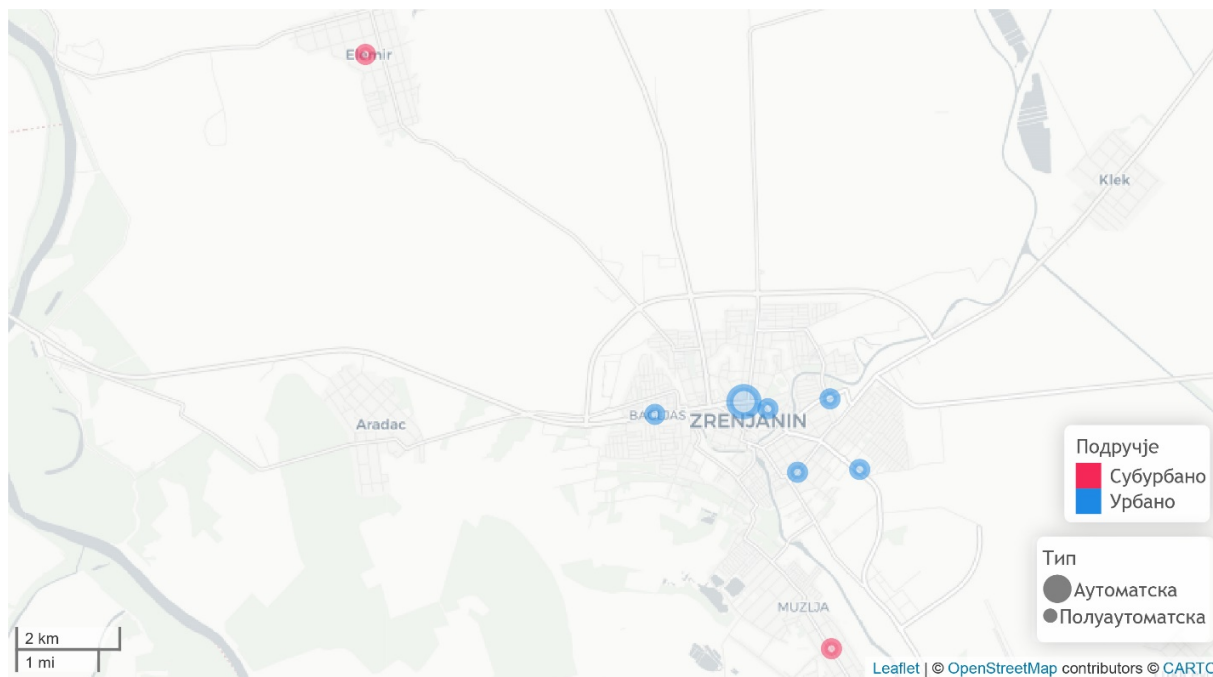 Elemir
Klek
BAGLJAS
ZRENJANIN
Aradac
Подручје
Субурбано
Урбано
Тип
Аутоматска
Полуаутоматска
MUZLJA
2 km
1 mi
Leaflet | © OpenStreetMap contributors © CARTO